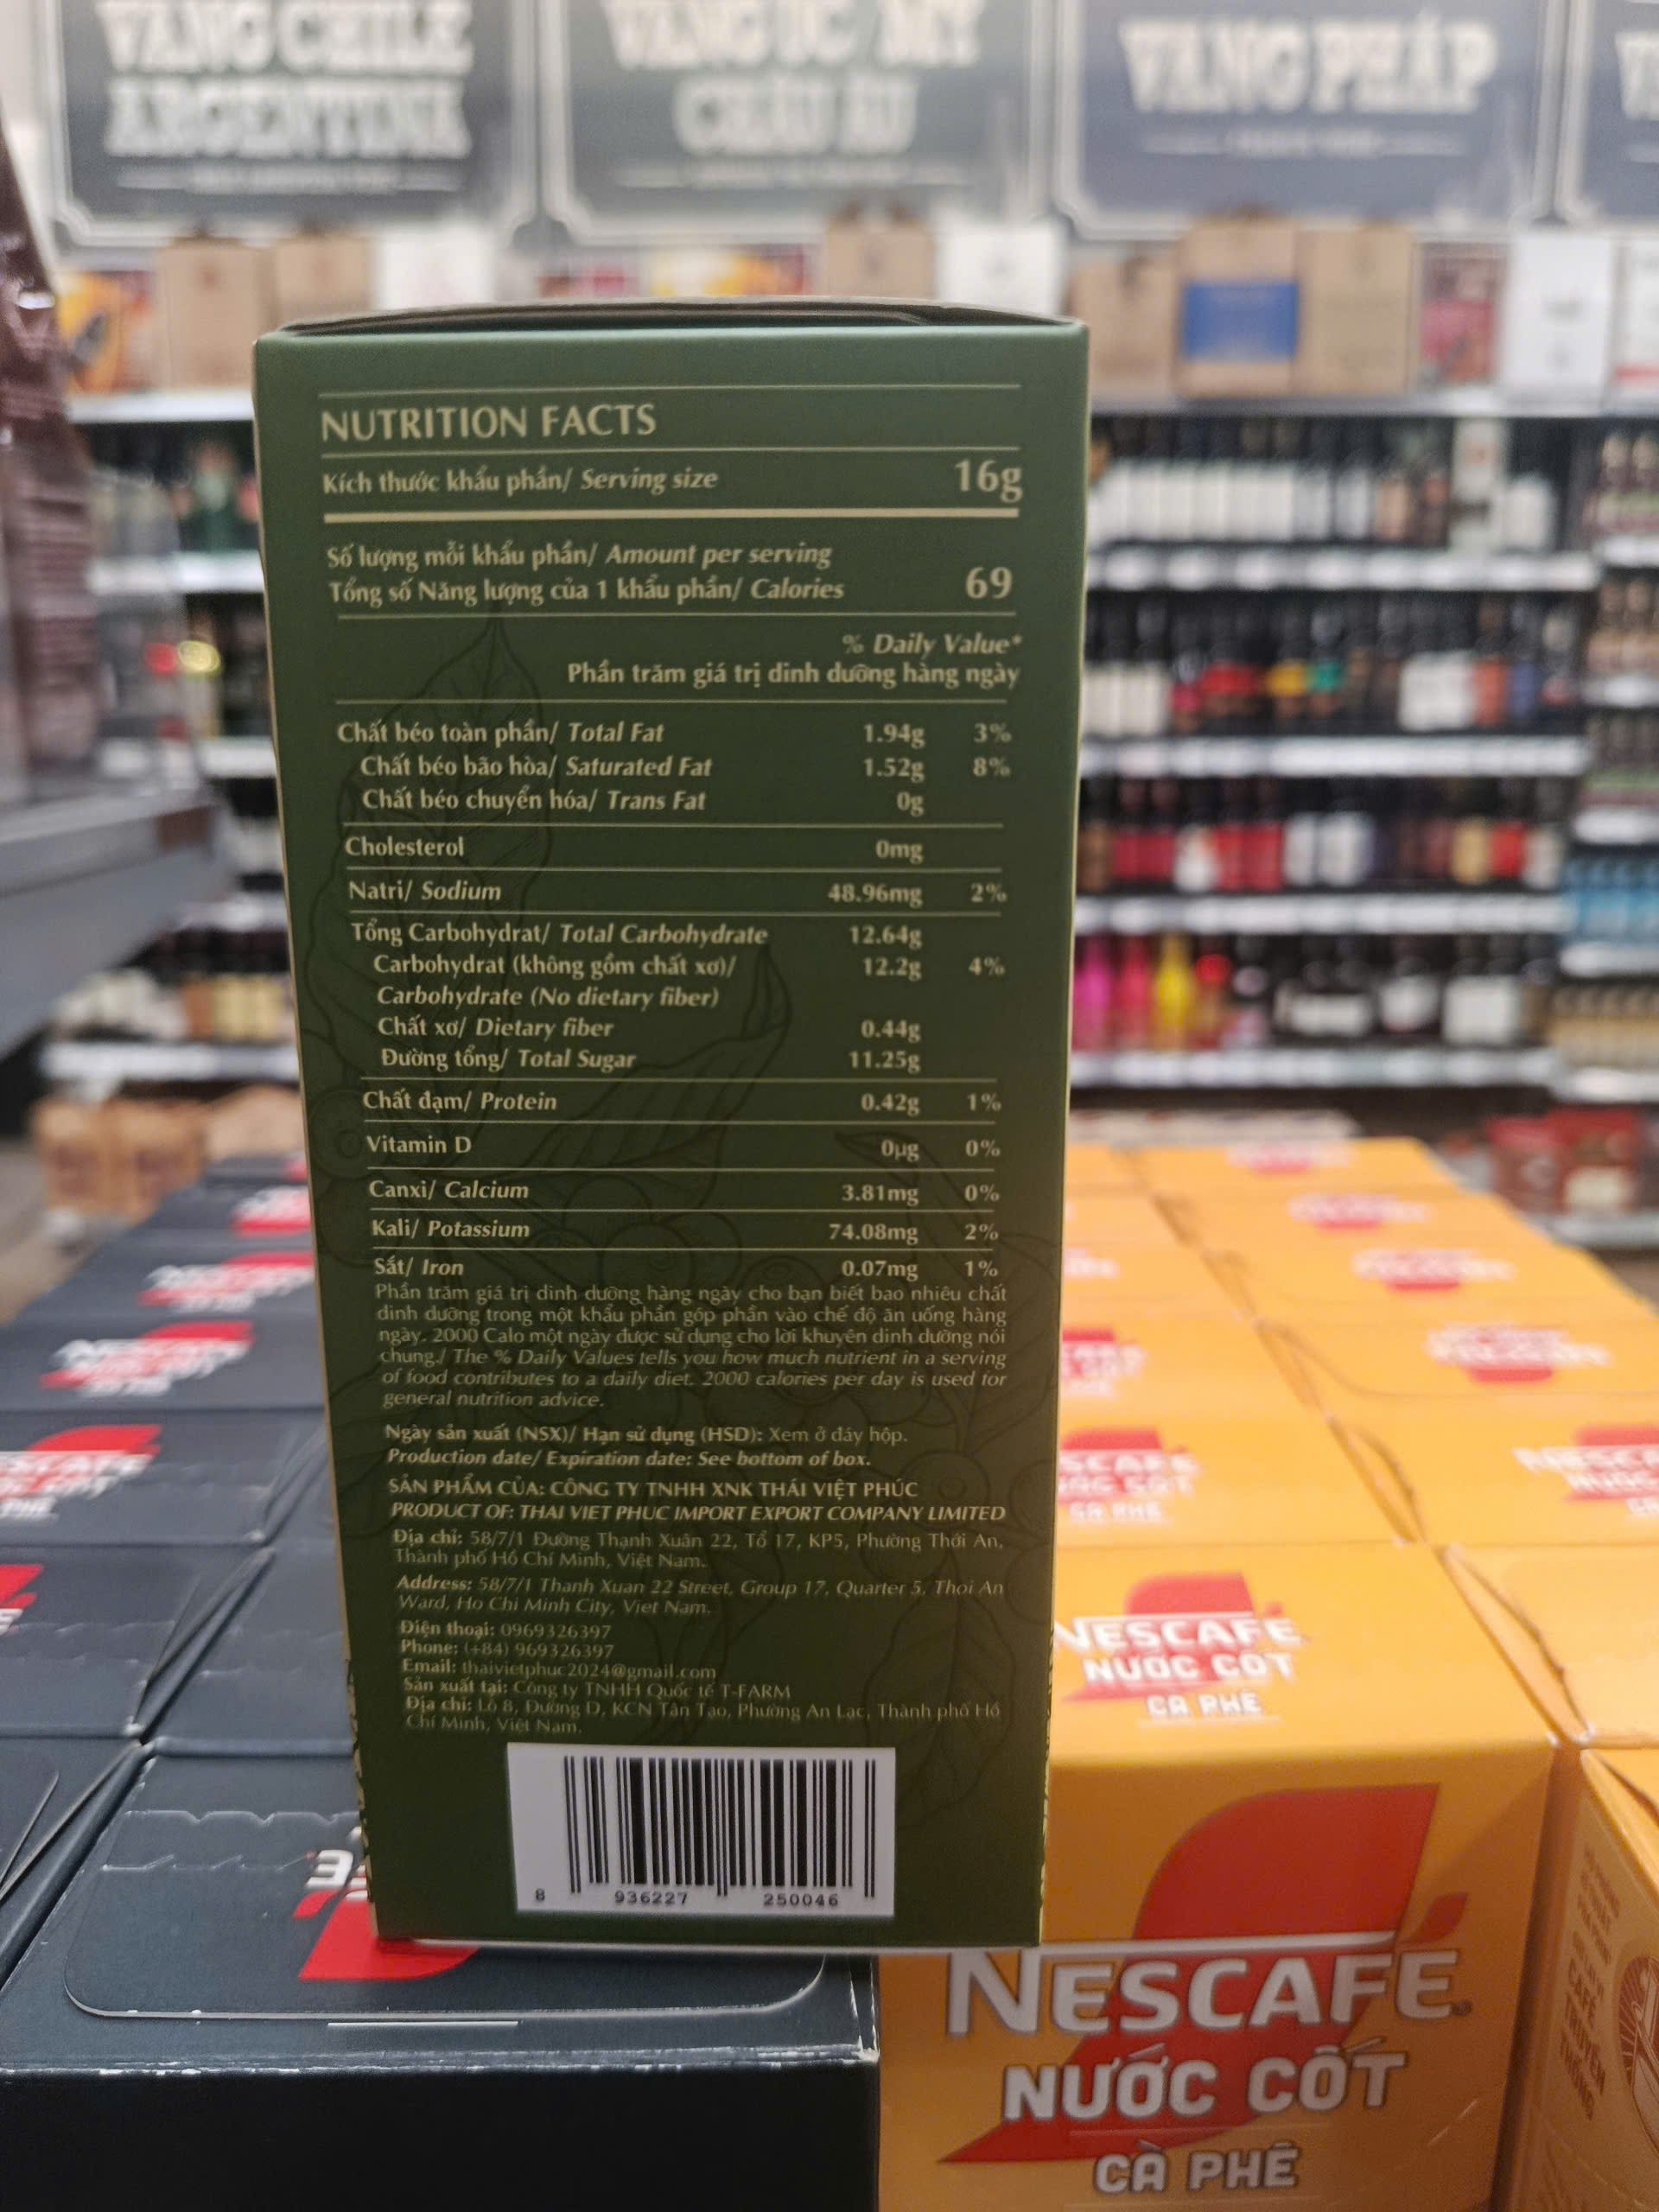 VANG CHILE
ARGENTINA
VANG ÚC MỸ
CHÂU ÂU
VANG PHÁP
NUTRITION FACTS
Kích thước khẩu phần/ Serving size 16g
Số lượng mỗi khẩu phần/ Amount per serving
Tổng số Năng lượng của 1 khẩu phần/ Calories 69
% Daily Value*
Phần trăm giá trị dinh dưỡng hàng ngày
Chất béo toàn phần/ Total Fat 1.94g 3%
Chất béo bão hòa/ Saturated Fat 1.52g 8%
Chất béo chuyển hóa/ Trans Fat 0g
Cholesterol 0mg
Natri/ Sodium 48.96mg 2%
Tổng Carbohydrat/ Total Carbohydrate 12.64g
Carbohydrat (không gồm chất xơ)/ 12.2g 4%
Carbohydrate (No dietary fiber)
Chất xơ/ Dietary fiber 0.44g
Đường tổng/ Total Sugar 11.25g
Chất đạm/ Protein 0.42g 1%
Vitamin D 0µg 0%
Canxi/ Calcium 3.81mg 0%
Kali/ Potassium 74.08mg 2%
Sắt/ Iron 0.07mg 1%
Phần trăm giá trị dinh dưỡng hàng ngày cho bạn biết bao nhiêu chất
dinh dưỡng trong một khẩu phần góp phần vào chế độ ăn uống hàng
ngày. 2000 Calo một ngày được sử dụng cho lời khuyên dinh dưỡng nói
chung./ The % Daily Values tells you how much nutrient in a serving
of food contributes to a daily diet. 2000 calories per day is used for
general nutrition advice.
Ngày sản xuất (NSX)/ Hạn sử dụng (HSD): Xem ở đáy hộp.
Production date/ Expiration date: See bottom of box.
SẢN PHẨM CỦA: CÔNG TY TNHH XNK THÁI VIỆT PHÚC
PRODUCT OF: THAI VIET PHUC IMPORT EXPORT COMPANY LIMITED
Địa chỉ: 58/7/1 Đường Thạnh Xuân 22, Tổ 17, KP5, Phường Thới An,
Thành phố Hồ Chí Minh, Việt Nam.
Address: 58/7/1 Thanh Xuan 22 Street, Group 17, Quarter 5, Thoi An
Ward, Ho Chi Minh City, Viet Nam.
Điện thoại: 0969326397
Phone: (+84) 969326397
Email: thaivietphuc2024@gmail.com
Sản xuất tại: Công ty TNHH Quốc tế T-FARM
Địa chỉ: Lô 8, Đường D, KCN Tân Tạo, Phường An Lạc, Thành phố Hồ
Chí Minh, Việt Nam.
8 936227 250046
NESCAFÉ
NƯỚC CỐT
CÀ PHÊ
NESCAFÉ
NƯỚC CỐT
CÀ PHÊ